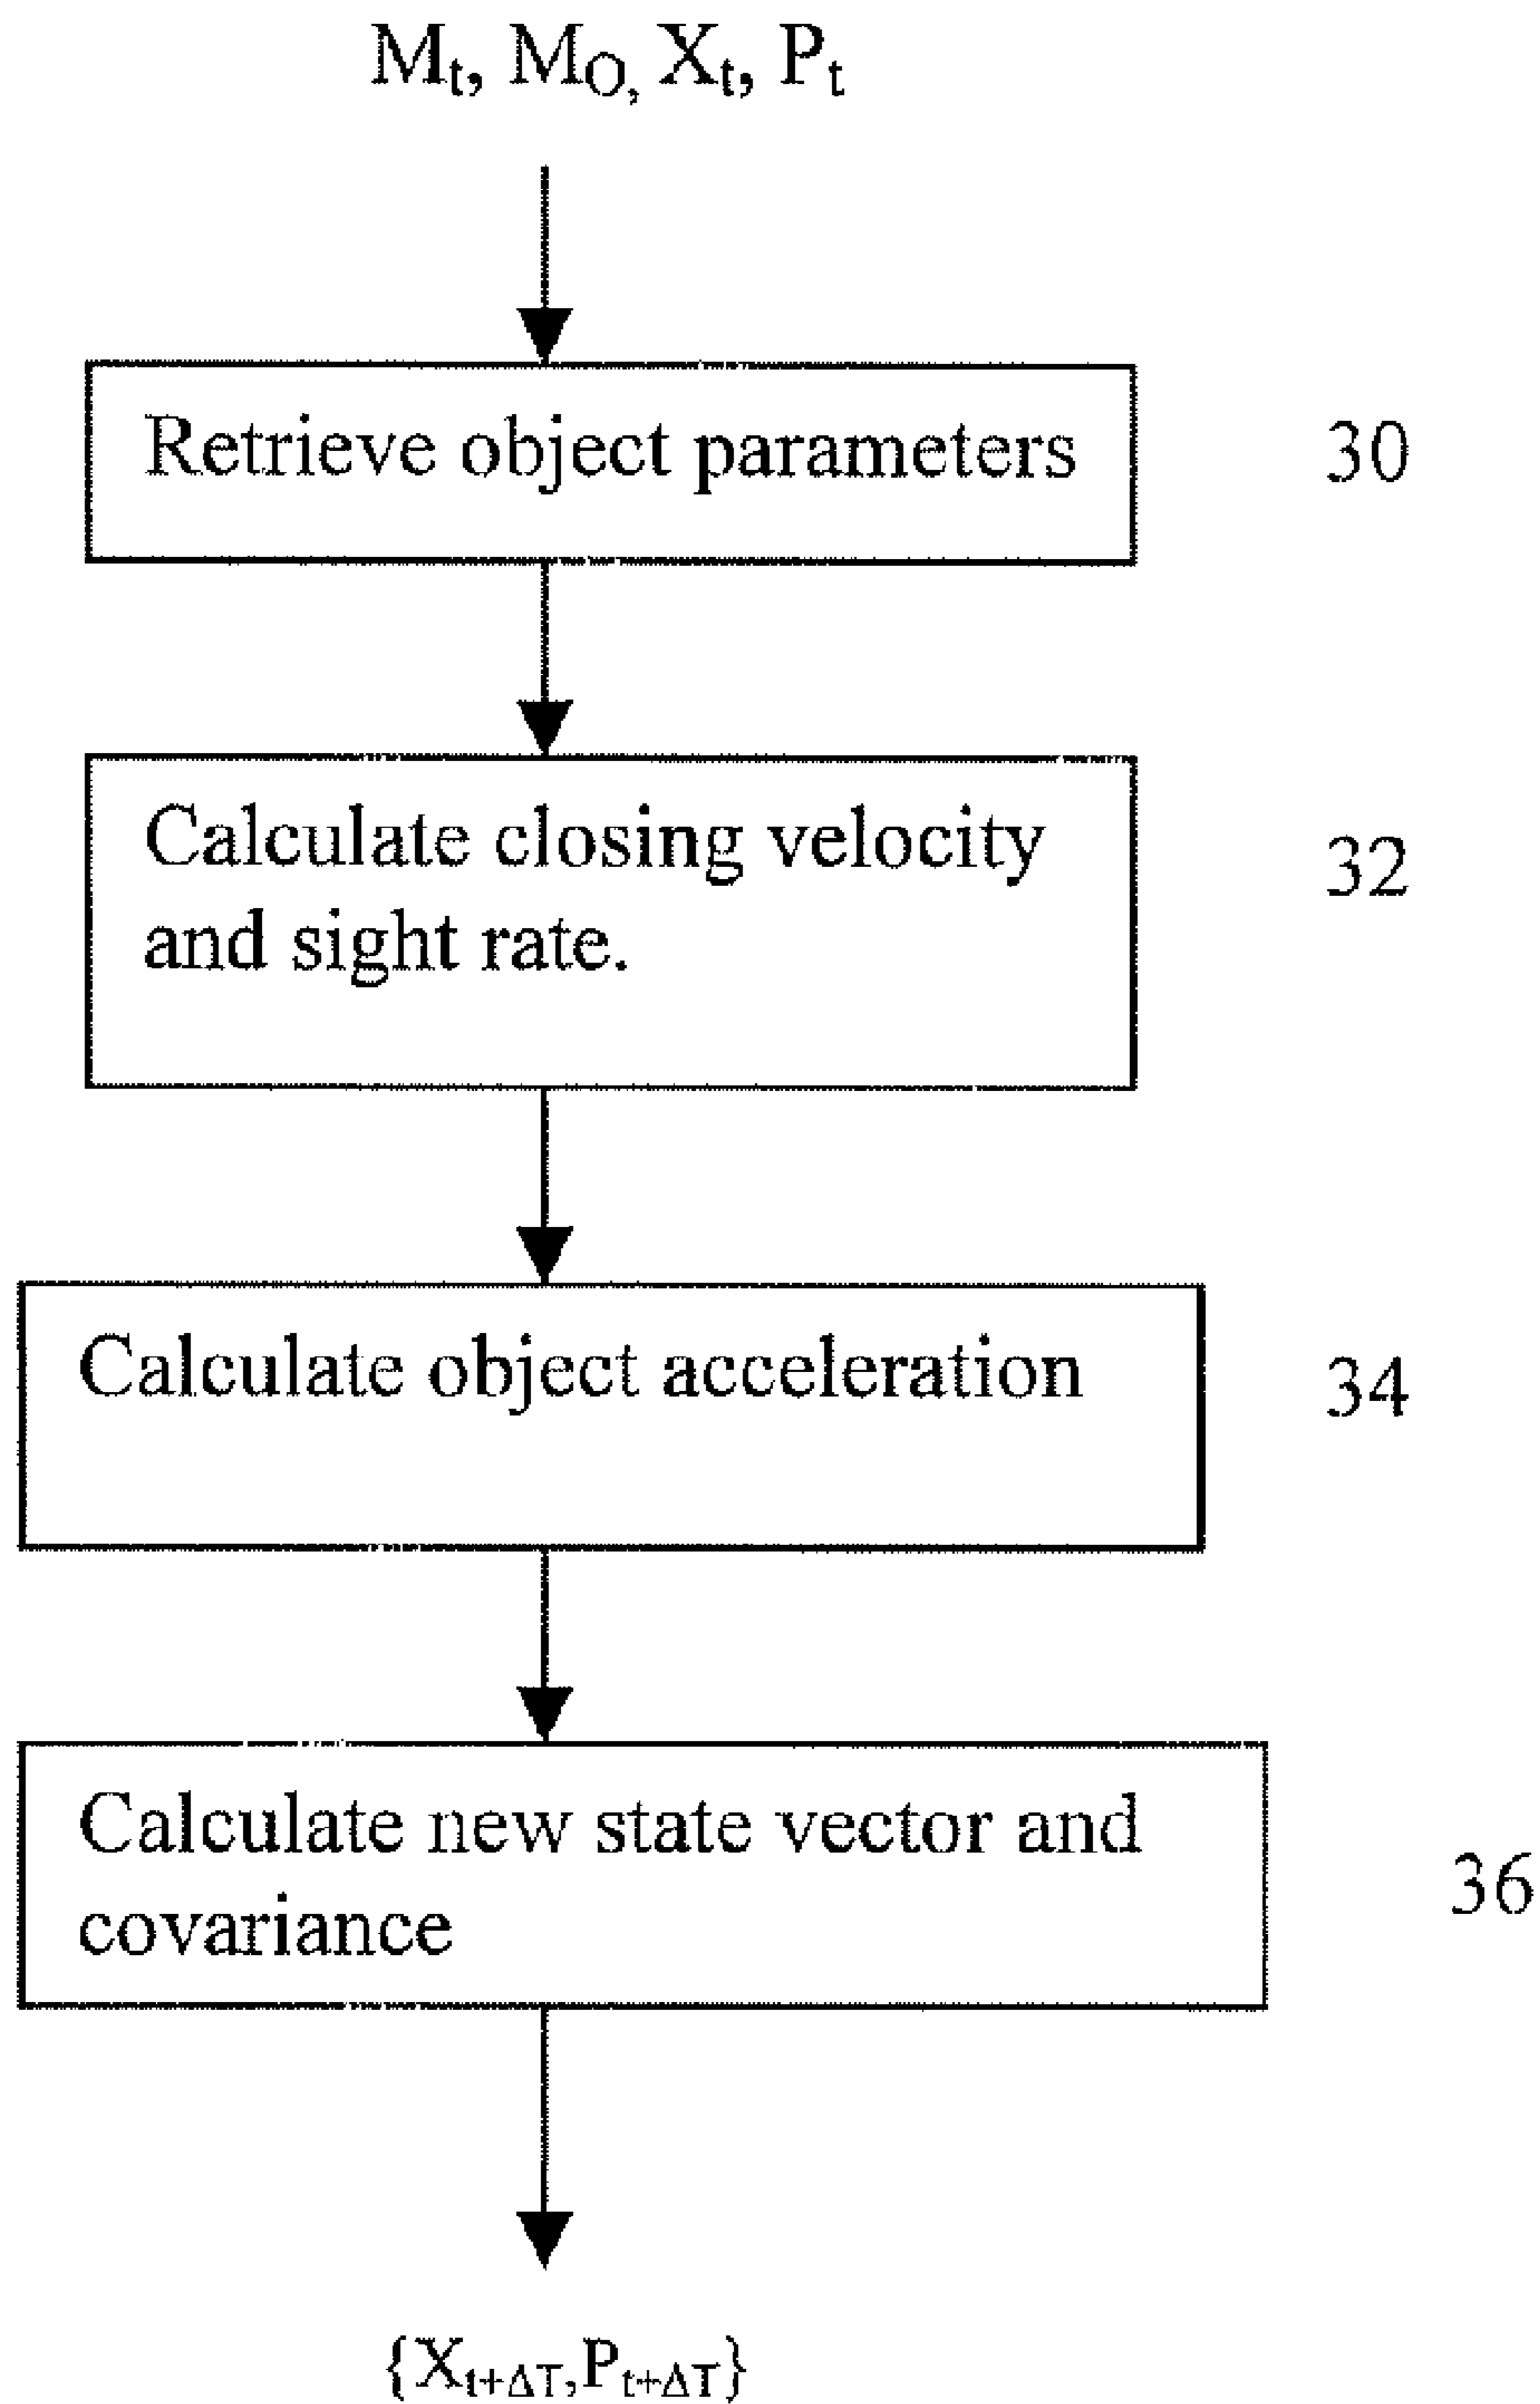 Mt, MO, Xt, Pt
Retrieve object parameters
30
Calculate closing velocity
and sight rate.
32
Calculate object acceleration
34
Calculate new state vector and
covariance
36
{Xt+ΔT,Pt+ΔT}